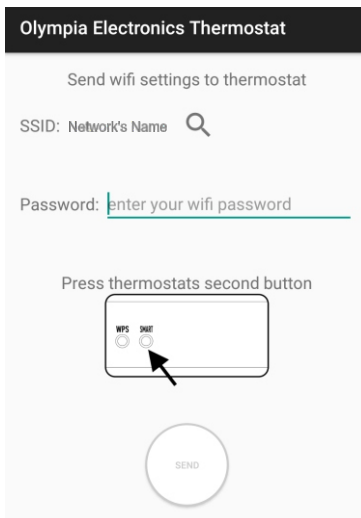 Olympia Electronics Thermostat
Send wifi settings to thermostat
SSID: Network's Name
Password: enter your wifi password
Press thermostats second button
WPS SMART
SEND